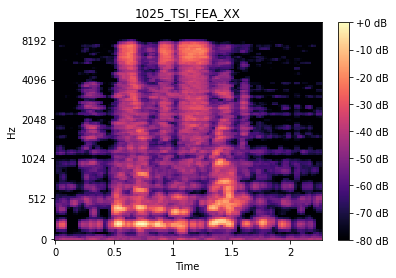 1025_TSI_FEA_XX
+0 dB
8192
-10 dB
4096
-20 dB
-30 dB
2048
Hz
-40 dB
1024
-50 dB
512
-60 dB
-70 dB
0
-80 dB
0
0.5
1
1.5
2
Time